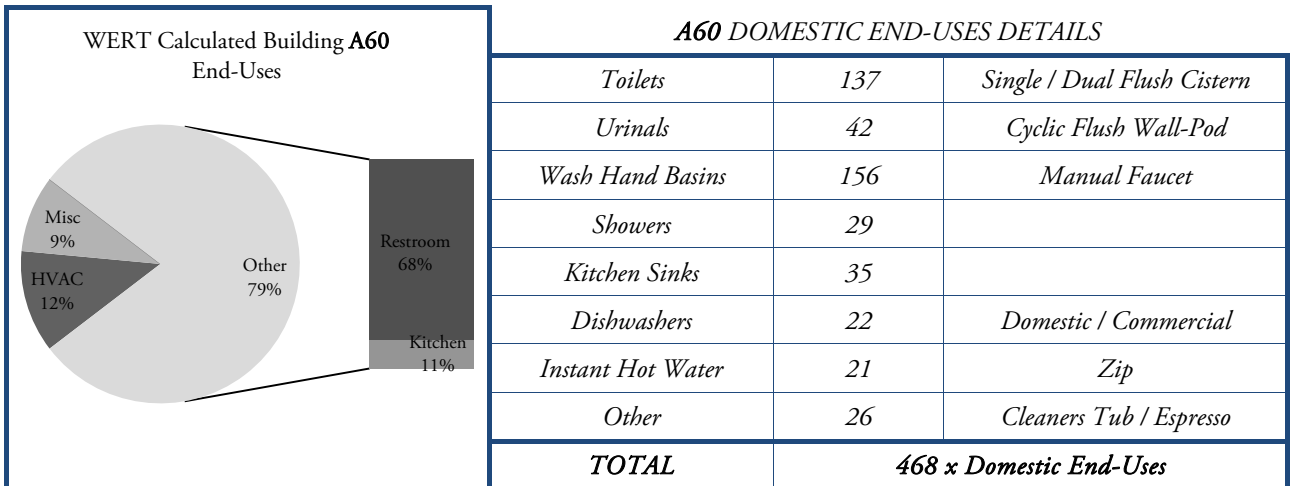 WERT Calculated Building A60
End-Uses
Misc
9%
HVAC
12%
Other
79%
Restroom
68%
Kitchen
11%
A60 DOMESTIC END-USES DETAILS
Toilets 137 Single / Dual Flush Cistern
Urinals 42 Cyclic Flush Wall-Pod
Wash Hand Basins 156 Manual Faucet
Showers 29
Kitchen Sinks 35
Dishwashers 22 Domestic / Commercial
Instant Hot Water 21 Zip
Other 26 Cleaners Tub / Espresso
TOTAL 468 x Domestic End-Uses